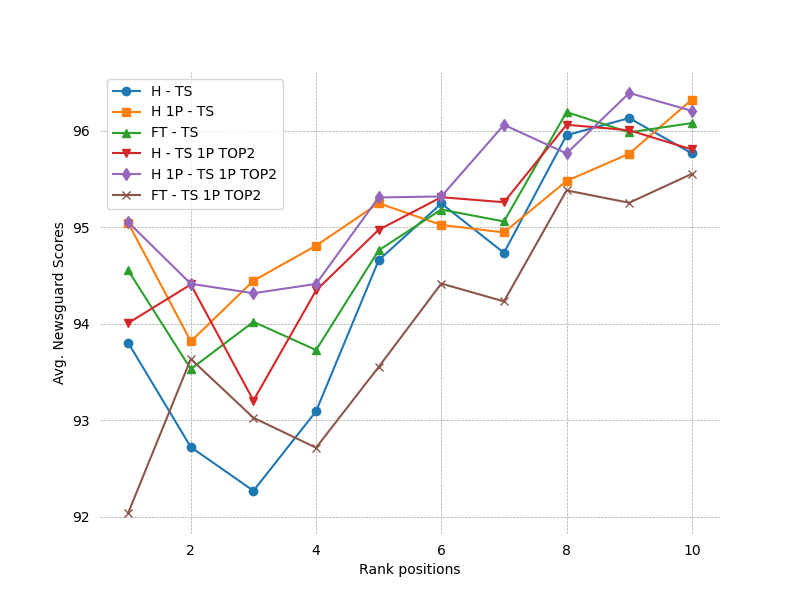 H - TS
H 1P - TS
FT - TS
H - TS 1P TOP2
H 1P - TS 1P TOP2
FT - TS 1P TOP2
Avg. Newsguard Scores
96
95
94
93
92
2 4 6 8 10
Rank positions